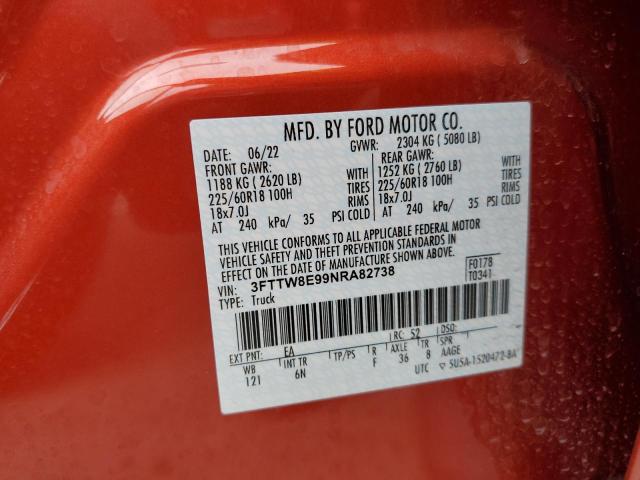 MFD. BY FORD MOTOR CO.
DATE: 06/22 GVWR: 2304 KG ( 5080 LB)
FRONT GAWR: REAR GAWR:
1188 KG ( 2620 LB) WITH 1252 KG ( 2760 LB) WITH
225/60R18 100H TIRES 225/60R18 100H TIRES
18x7.0J RIMS 18x7.0J RIMS
AT 240 kPa/ 35 PSI COLD AT 240 kPa/ 35 PSI COLD
THIS VEHICLE CONFORMS TO ALL APPLICABLE FEDERAL MOTOR
VEHICLE SAFETY AND THEFT PREVENTION STANDARDS IN
EFFECT ON THE DATE OF MANUFACTURE SHOWN ABOVE.
VIN: 3FTTW8E99NRA82738 F0178
TYPE: Truck T0341
RC: 52 DSO:
EXT PNT: EA
WB INT TR TP/PS R AXLE TR SPR
121 6N F 36 8 AAGE
UTC